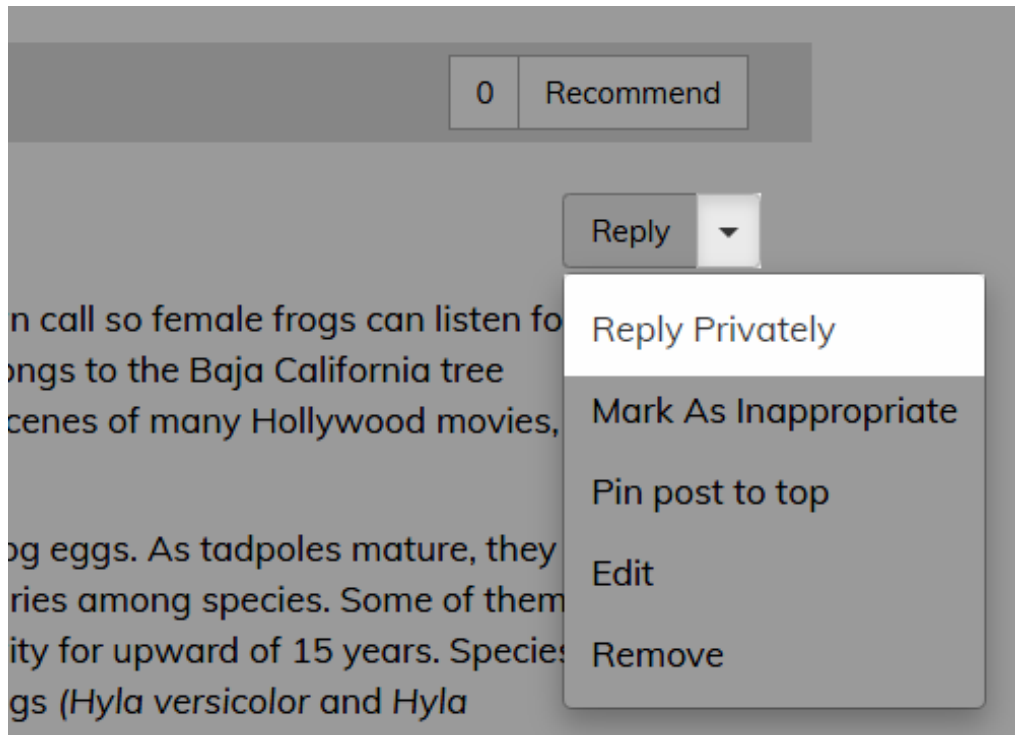 0 Recommend
Reply
Reply Privately
Mark As Inappropriate
Pin post to top
Edit
Remove
n call so female frogs can listen fo
ongs to the Baja California tree
cenes of many Hollywood movies,
og eggs. As tadpoles mature, they
ries among species. Some of them
ity for upward of 15 years. Species
gs (Hyla versicolor and Hyla